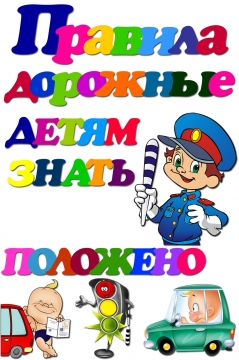 Правила
дорожные
детям
знать
положено